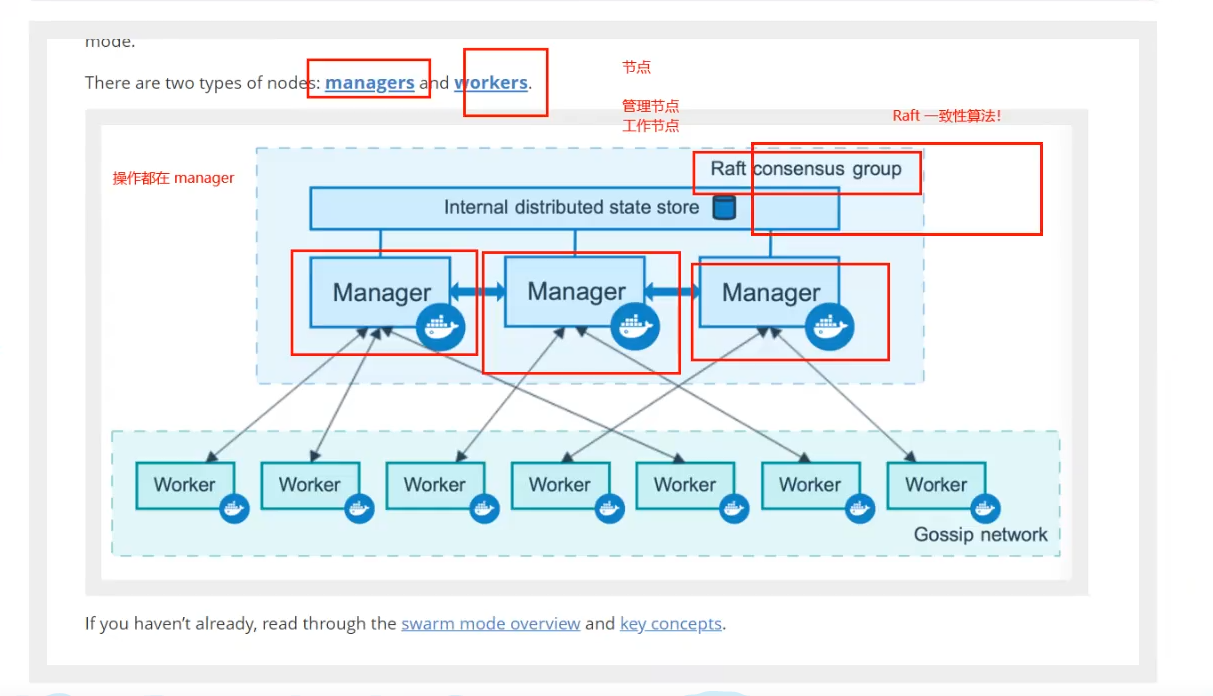 mode.
There are two types of nodes: managers and workers.
节点
管理节点
工作节点
Raft 一致性算法!
操作都在 manager
Raft consensus group
Internal distributed state store
Manager
Manager
Manager
Worker
Worker
Worker
Worker
Worker
Worker
Worker
Gossip network
If you haven’t already, read through the swarm mode overview and key concepts.